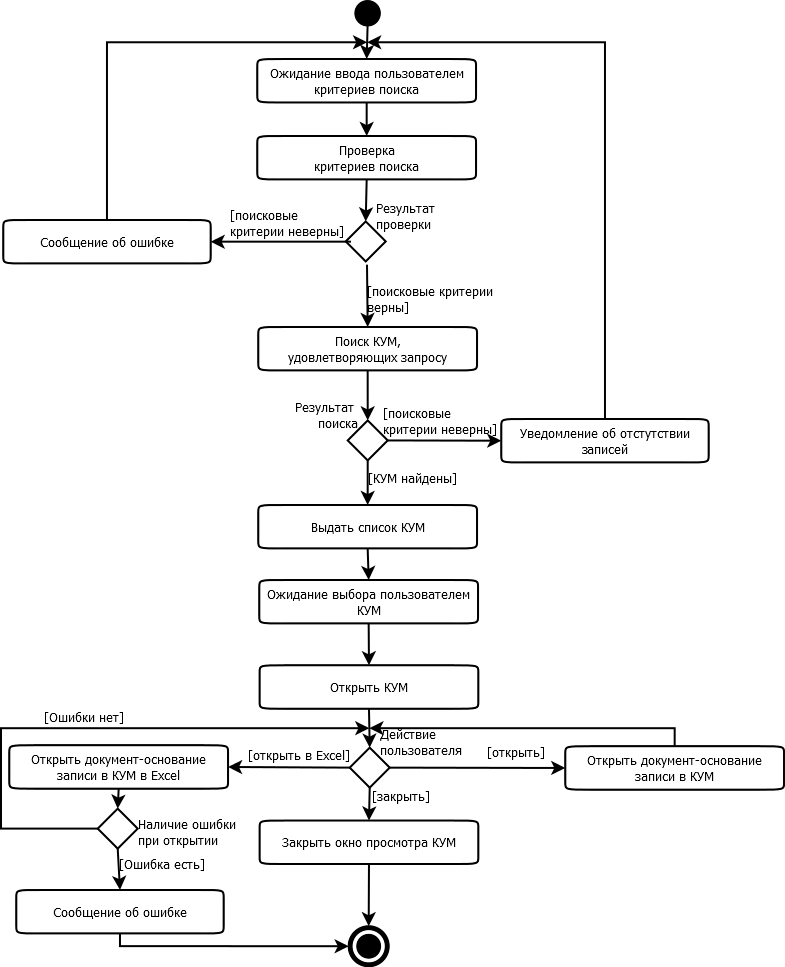 Ожидание ввода пользователем
критериев поиска
Проверка
критериев поиска
Результат
проверки
[поисковые
критерии неверны]
Сообщение об ошибке
[поисковые критерии
верны]
Поиск КУМ,
удовлетворяющих запросу
Результат
поиска
[поисковые
критерии неверны]
Уведомление об отстутствии
записей
[КУМ найдены]
Выдать список КУМ
Ожидание выбора пользователем
КУМ
Открыть КУМ
[Ошибки нет]
Действие
пользователя
[открыть в Excel]
[открыть]
Открыть документ-основание
записи в КУМ в Excel
Открыть документ-основание
записи в КУМ
[закрыть]
Наличие ошибки
при открытии
Закрыть окно просмотра КУМ
[Ошибка есть]
Сообщение об ошибке